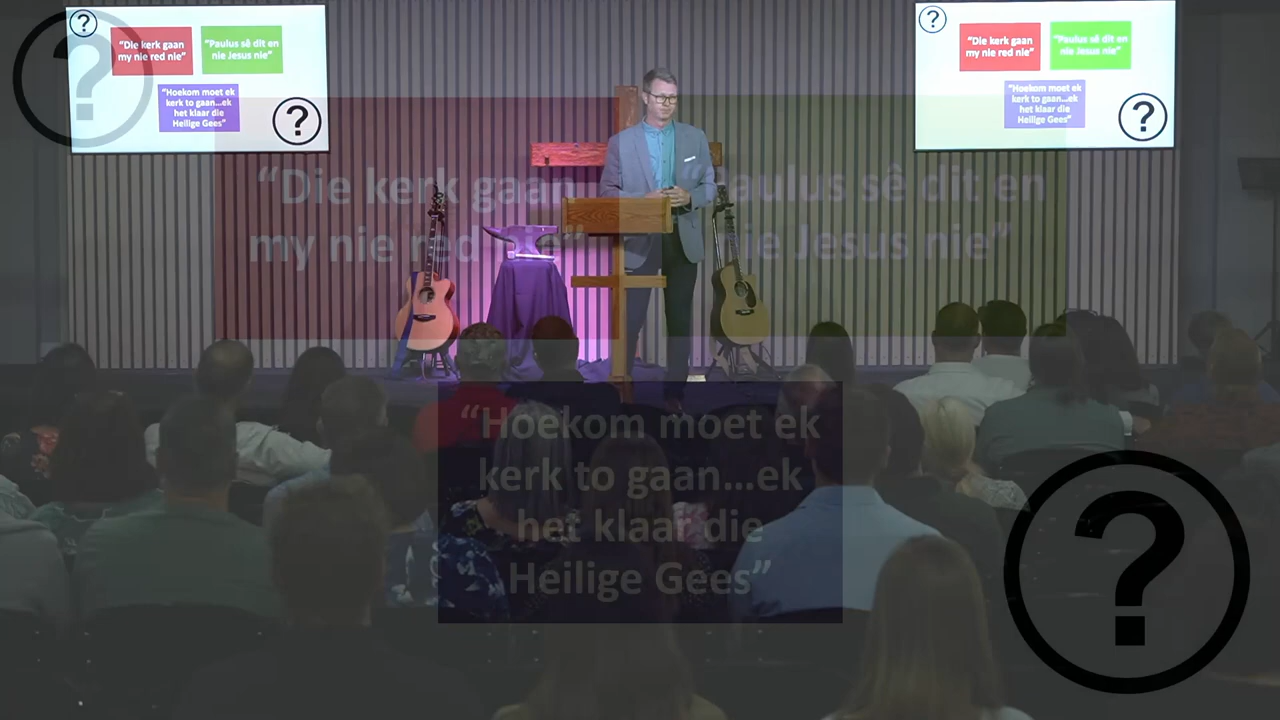 ?
“Die kerk gaan
my nie red nie”
“Paulus sê dit en
nie Jesus nie”
“Hoekom moet ek
kerk to gaan...ek
het klaar die
Heilige Gees”
?
?
“Die kerk gaan
my nie red nie”
“Paulus sê dit en
nie Jesus nie”
“Hoekom moet ek
kerk to gaan...ek
het klaar die
Heilige Gees”
?
?
“Die kerk gaan
my nie red nie”
Paulus sê dit en
nie Jesus nie”
“Hoekom moet ek
kerk to gaan...ek
het klaar die
Heilige Gees”
?